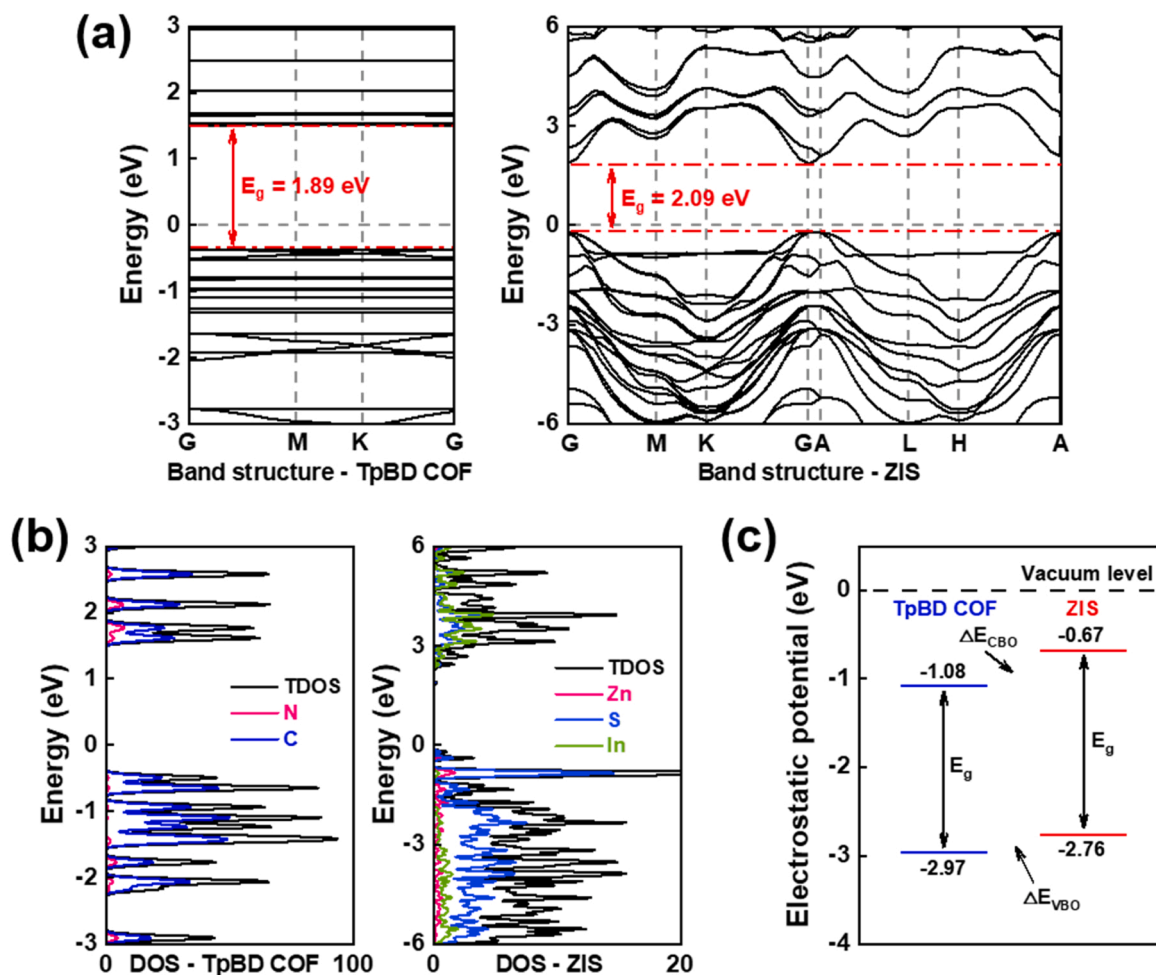 (a)
3
2
1
0
-1
-2
-3
Energy (eV)
E_g = 1.89 eV
G M K G
Band structure - TpBD COF
6
3
0
-3
-6
Energy (eV)
E_g = 2.09 eV
G M K G A L H A
Band structure - ZIS
(b)
3
2
1
0
-1
-2
-3
Energy (eV)
TDOS
N
C
0 100
DOS - TpBD COF
6
3
0
-3
-6
Energy (eV)
TDOS
Zn
S
In
0 20
DOS - ZIS
(c)
0
-1
-2
-3
-4
Electrostatic potential (eV)
Vacuum level
TpBD COF ZIS
ΔE_CBO
-0.67
-1.08
E_g
E_g
-2.76
-2.97
ΔE_VBO